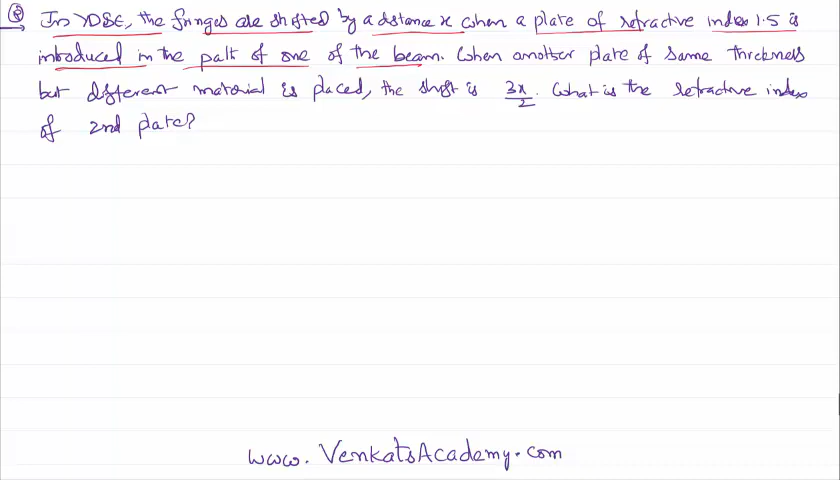 Q In YDSE, the fringes are shifted by a distance x when a plate of refractive index 1.5 is
introduced in the path of one of the beam. When another plate of same thickness
but different material is placed, the shift is 3x/2. What is the refractive index
of 2nd plate?
www.VenkatsAcademy.com